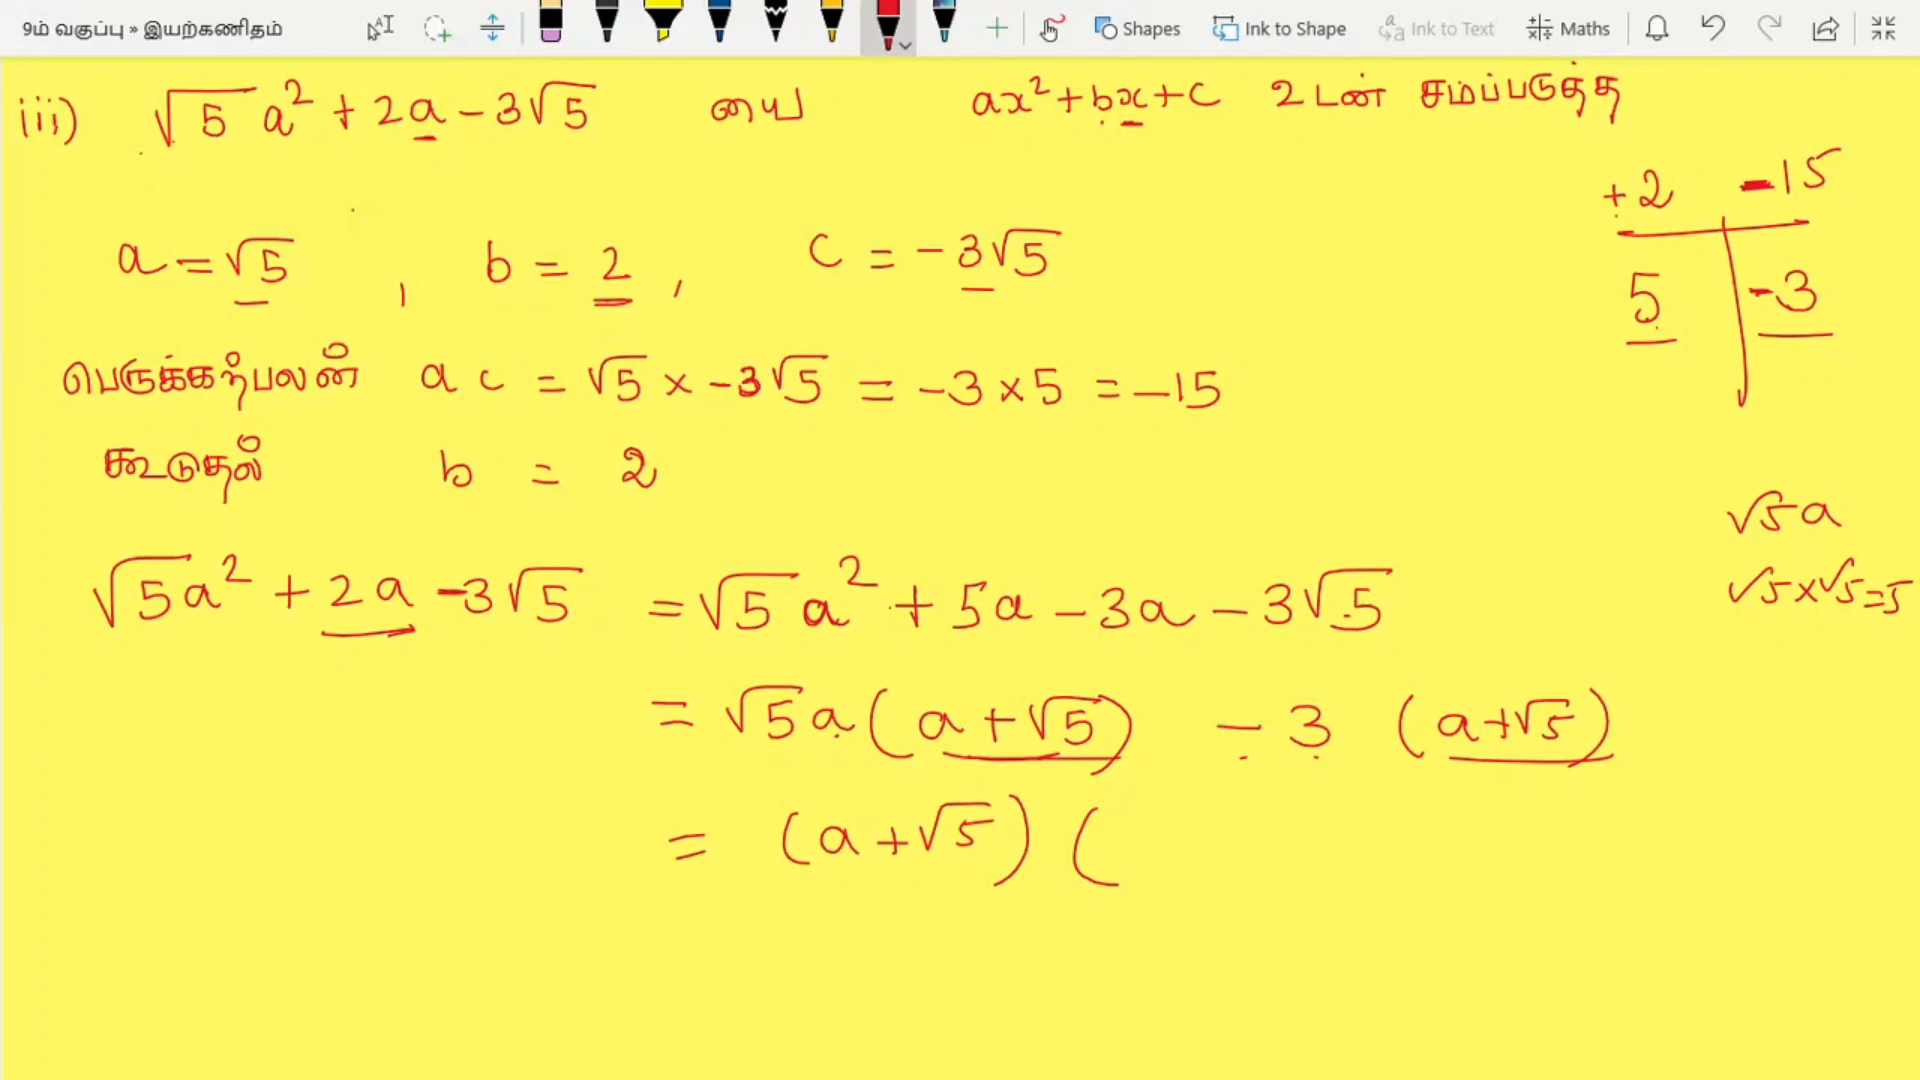 9ம் வகுப்பு » இயற்கணிதம் Shapes Ink to Shape Ink to Text Maths
iii) √5 a² + 2a - 3√5 யை ax² + bx + c உடன் சமப்படுத்த
+2 -15
5 -3
a = √5 , b = 2 , c = -3√5
பெருக்கற்பலன் ac = √5 × -3√5 = -3 × 5 = -15
கூடுதல் b = 2
√5a
√5×√5=5
√5a² + 2a - 3√5 = √5 a² + 5a - 3a - 3√5
= √5a (a+√5) - 3 (a+√5)
= (a+√5) (